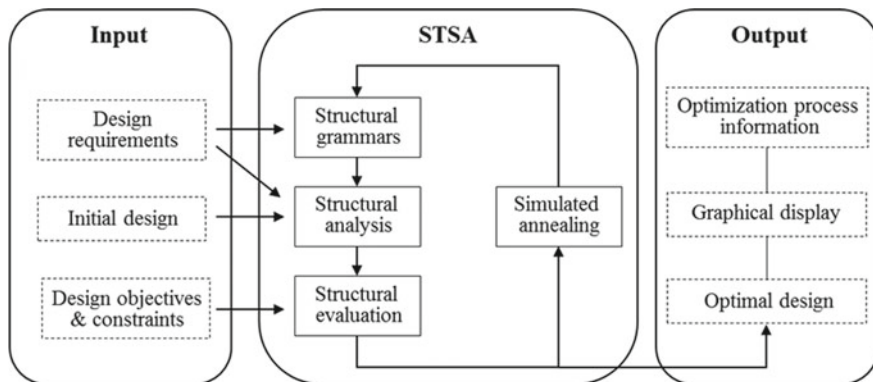 Input
Design
requirements
Initial design
Design objectives
& constraints
STSA
Structural
grammars
Structural
analysis
Structural
evaluation
Simulated
annealing
Output
Optimization process
information
Graphical display
Optimal design